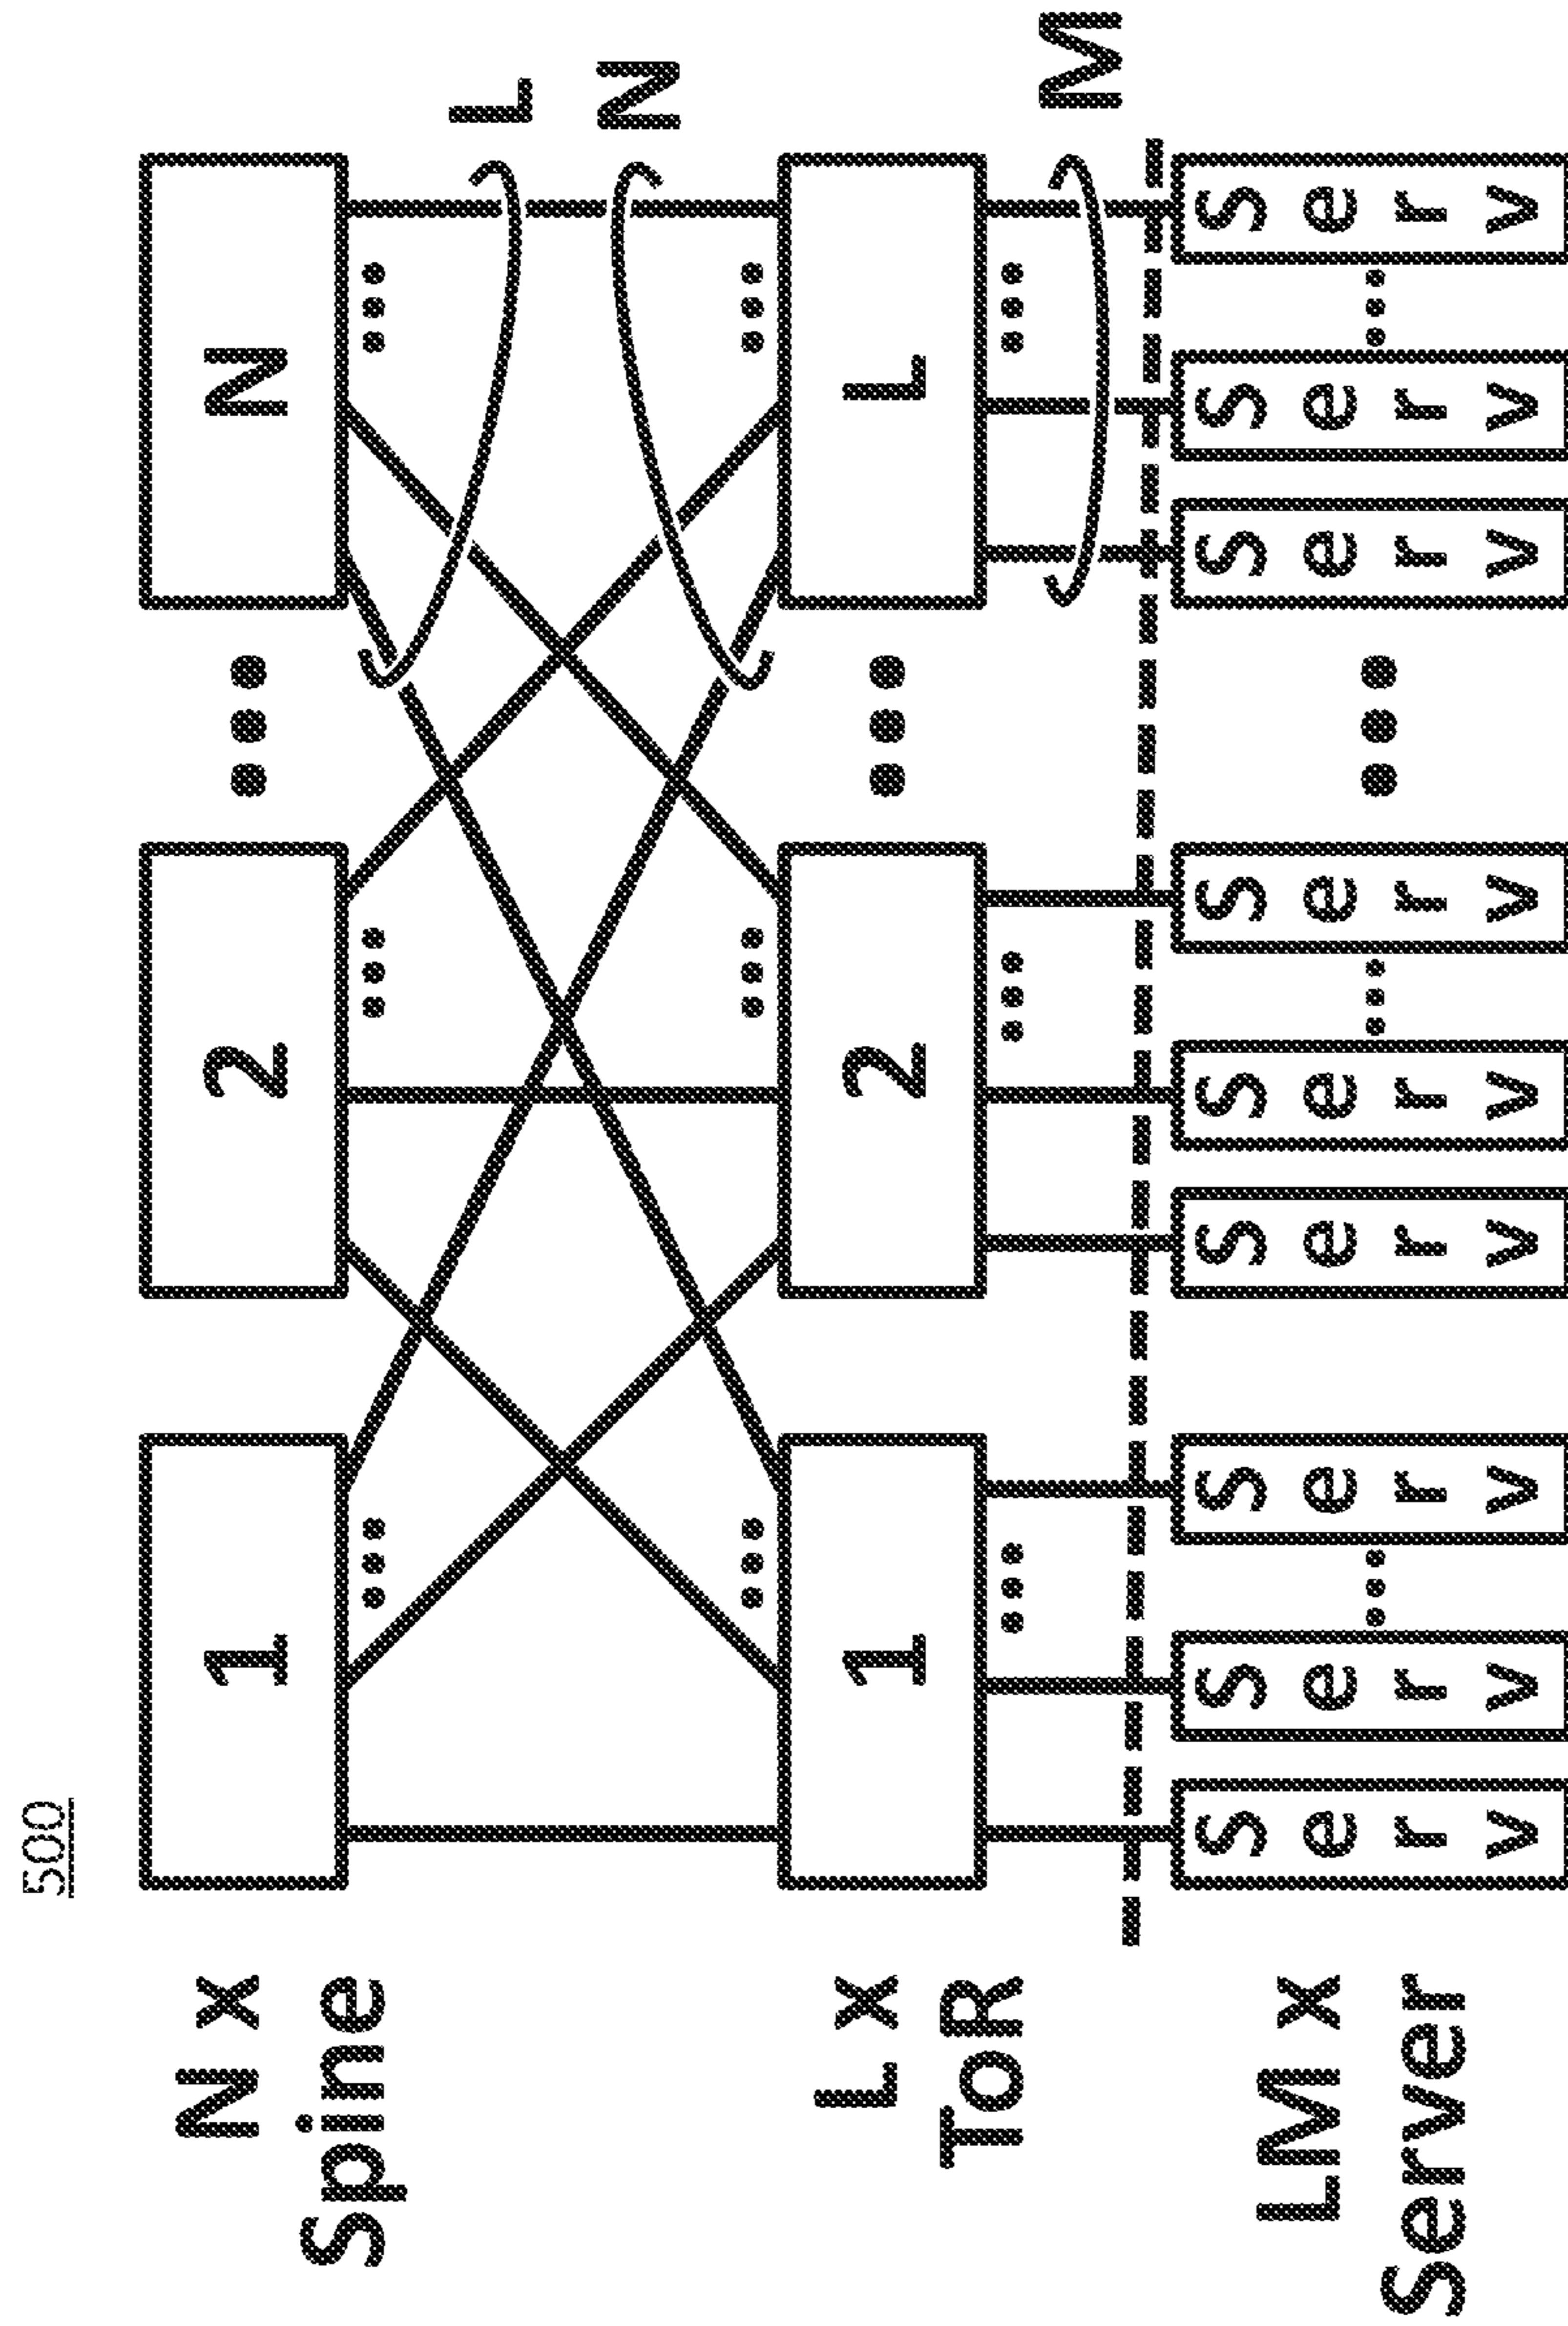 500
N x
Spine
1
2
...
N
...
...
...
L
N
...
...
...
L x
ToR
1
2
...
L
...
...
...
M
LM x
Server
Serv
Serv
...
Serv
Serv
Serv
...
Serv
...
Serv
Serv
...
Serv